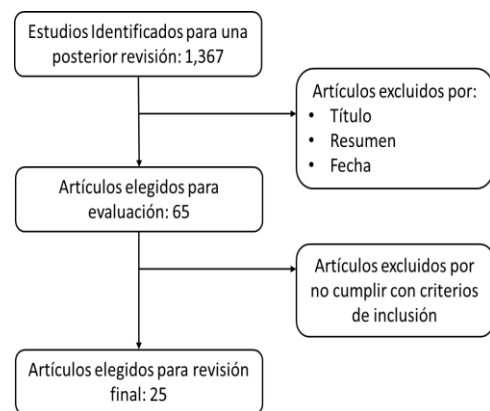 Estudios Identificados para una
posterior revisión: 1,367
Artículos excluidos por:
• Título
• Resumen
• Fecha
Artículos elegidos para
evaluación: 65
Artículos excluidos por
no cumplir con criterios
de inclusión
Artículos elegidos para revisión
final: 25